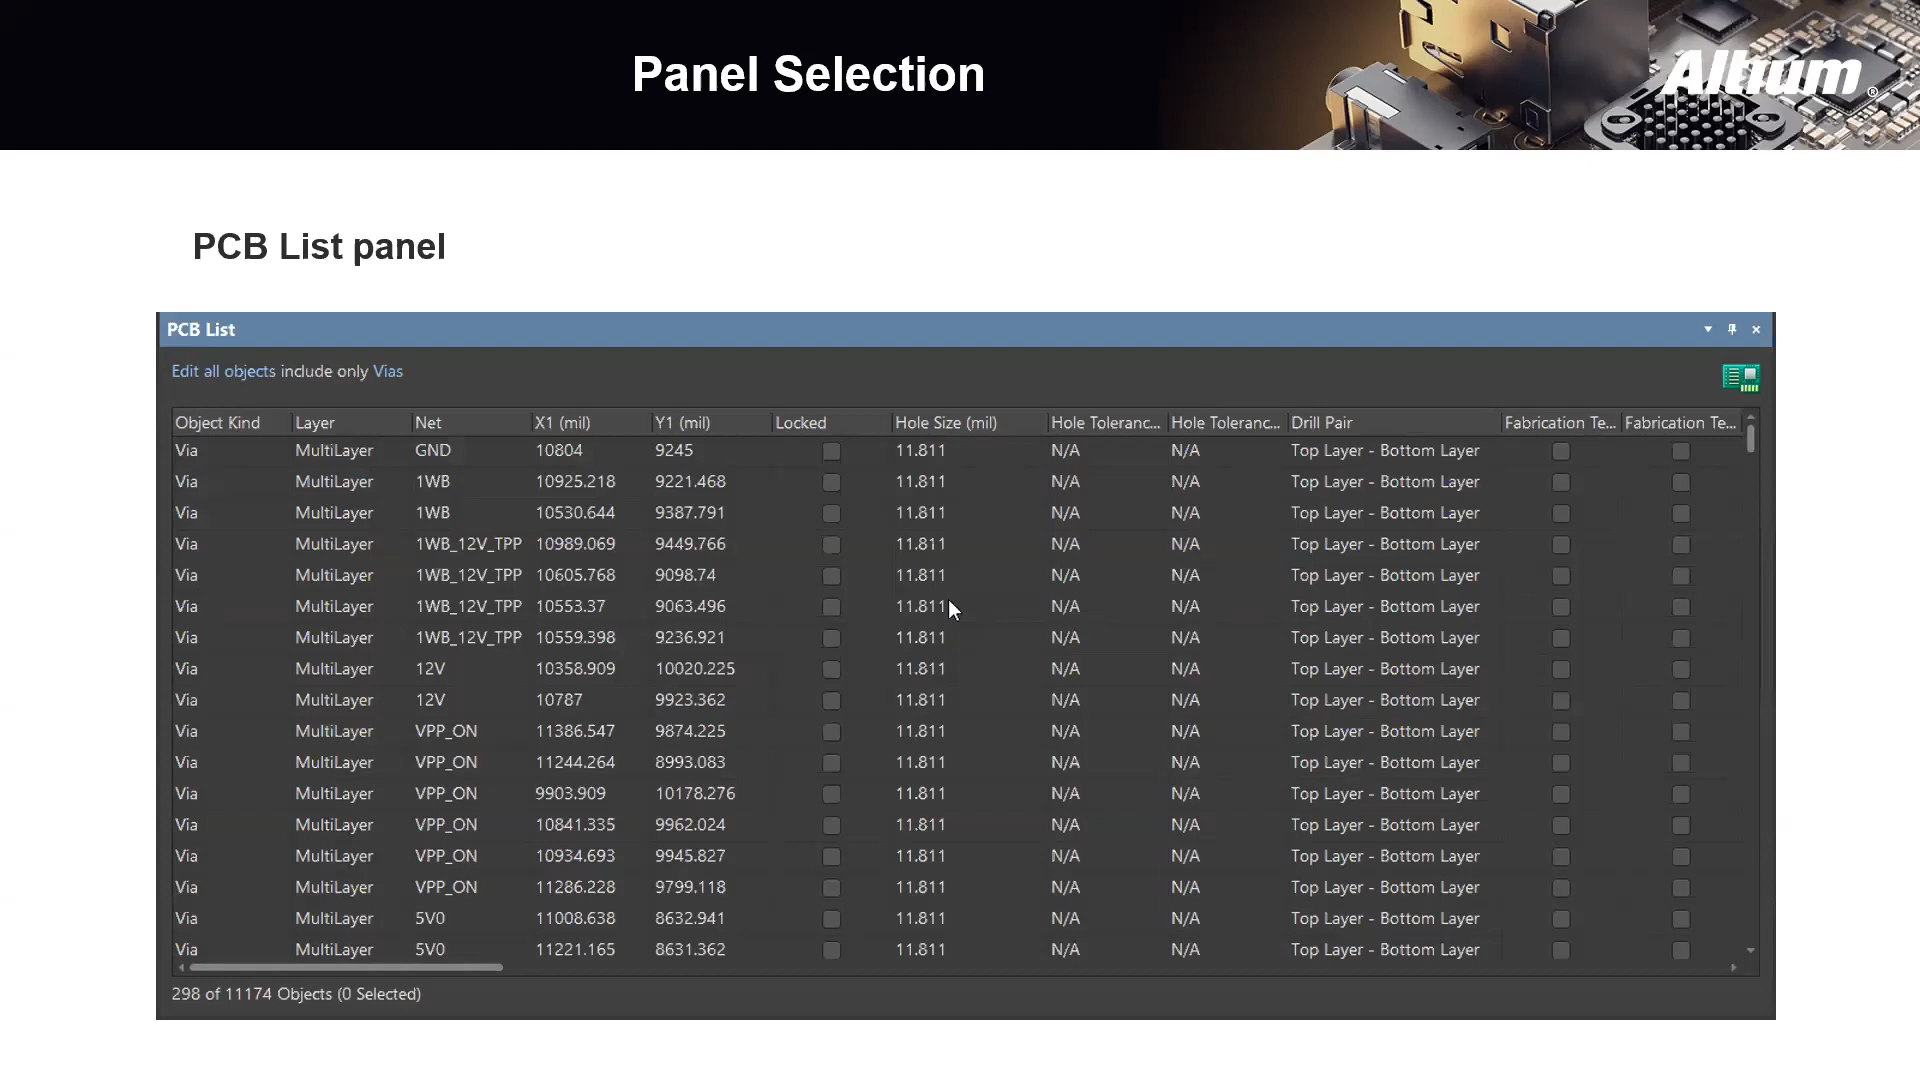 Panel Selection
Altium®
PCB List panel
PCB List
Edit all objects include only Vias
Object Kind Layer Net X1 (mil) Y1 (mil) Locked Hole Size (mil) Hole Toleranc... Hole Toleranc... Drill Pair Fabrication Te... Fabrication Te...
Via MultiLayer GND 10804 9245 11.811 N/A N/A Top Layer - Bottom Layer
Via MultiLayer 1WB 10925.218 9221.468 11.811 N/A N/A Top Layer - Bottom Layer
Via MultiLayer 1WB 10530.644 9387.791 11.811 N/A N/A Top Layer - Bottom Layer
Via MultiLayer 1WB_12V_TPP 10989.069 9449.766 11.811 N/A N/A Top Layer - Bottom Layer
Via MultiLayer 1WB_12V_TPP 10605.768 9098.74 11.811 N/A N/A Top Layer - Bottom Layer
Via MultiLayer 1WB_12V_TPP 10553.37 9063.496 11.811 N/A N/A Top Layer - Bottom Layer
Via MultiLayer 1WB_12V_TPP 10559.398 9236.921 11.811 N/A N/A Top Layer - Bottom Layer
Via MultiLayer 12V 10358.909 10020.225 11.811 N/A N/A Top Layer - Bottom Layer
Via MultiLayer 12V 10787 9923.362 11.811 N/A N/A Top Layer - Bottom Layer
Via MultiLayer VPP_ON 11386.547 9874.225 11.811 N/A N/A Top Layer - Bottom Layer
Via MultiLayer VPP_ON 11244.264 8993.083 11.811 N/A N/A Top Layer - Bottom Layer
Via MultiLayer VPP_ON 9903.909 10178.276 11.811 N/A N/A Top Layer - Bottom Layer
Via MultiLayer VPP_ON 10841.335 9962.024 11.811 N/A N/A Top Layer - Bottom Layer
Via MultiLayer VPP_ON 10934.693 9945.827 11.811 N/A N/A Top Layer - Bottom Layer
Via MultiLayer VPP_ON 11286.228 9799.118 11.811 N/A N/A Top Layer - Bottom Layer
Via MultiLayer 5V0 11008.638 8632.941 11.811 N/A N/A Top Layer - Bottom Layer
Via MultiLayer 5V0 11221.165 8631.362 11.811 N/A N/A Top Layer - Bottom Layer
298 of 11174 Objects (0 Selected)